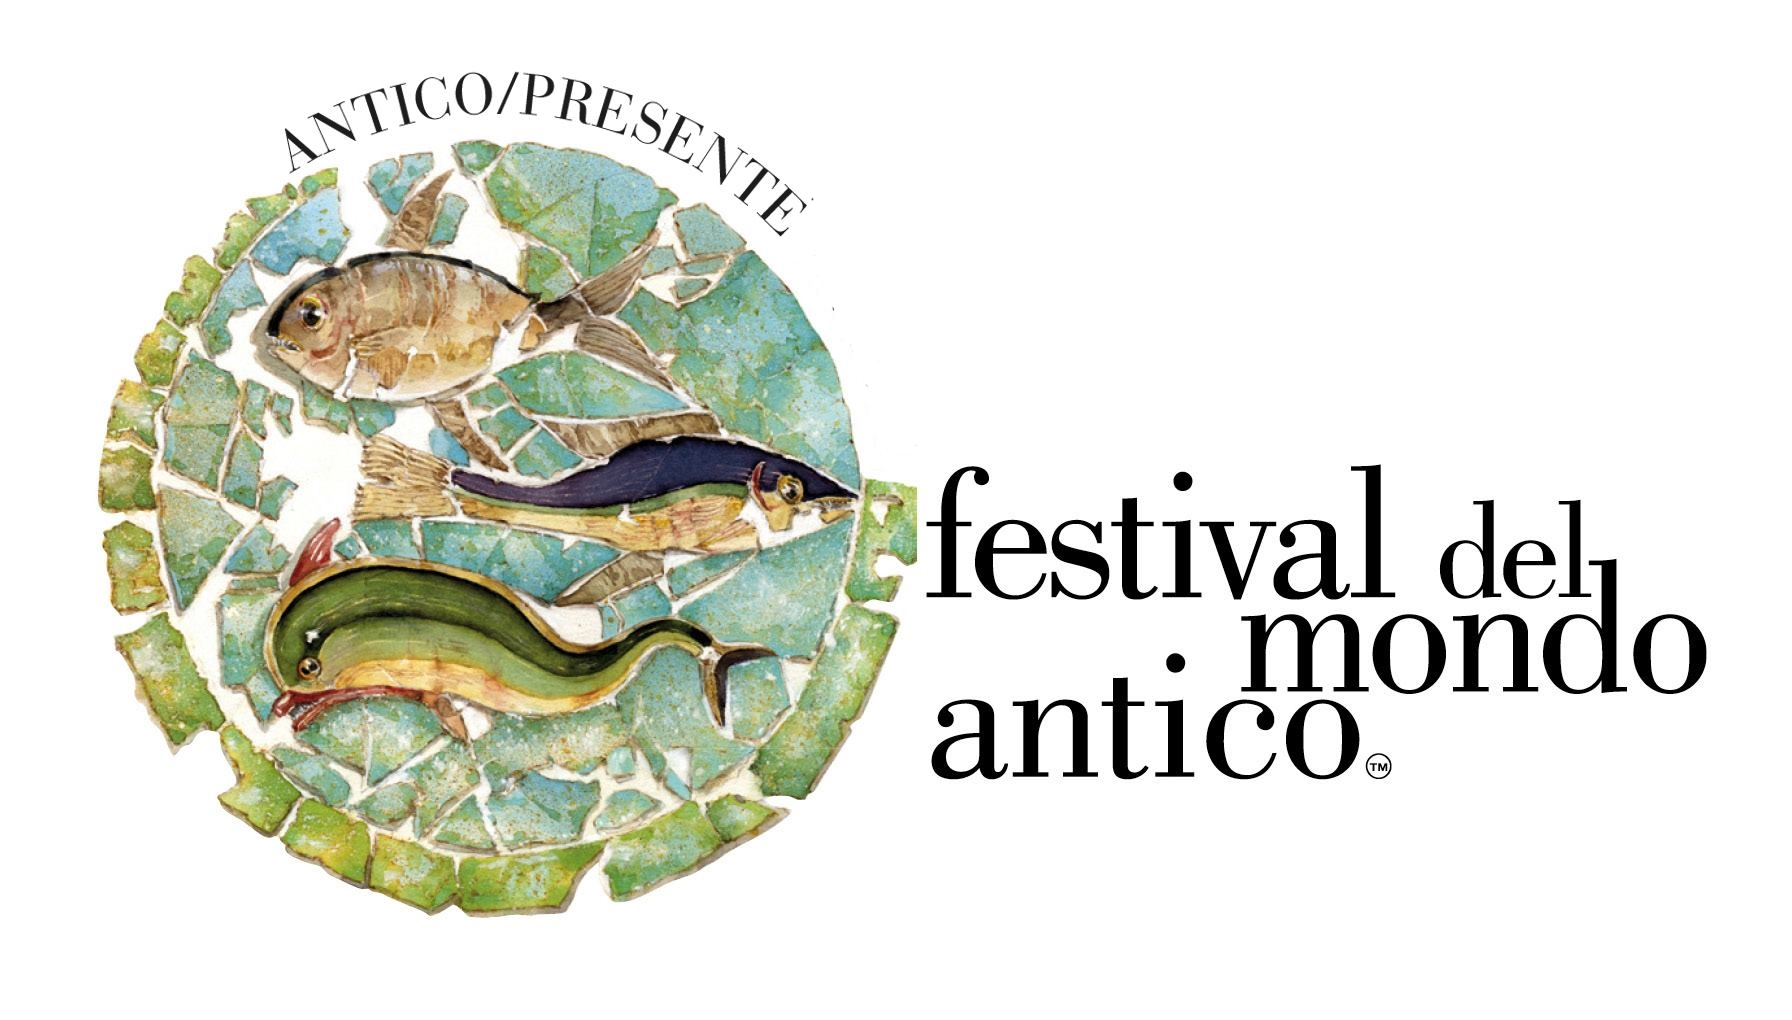 ANTICO/PRESENTE
festival del
mondo
antico
TM